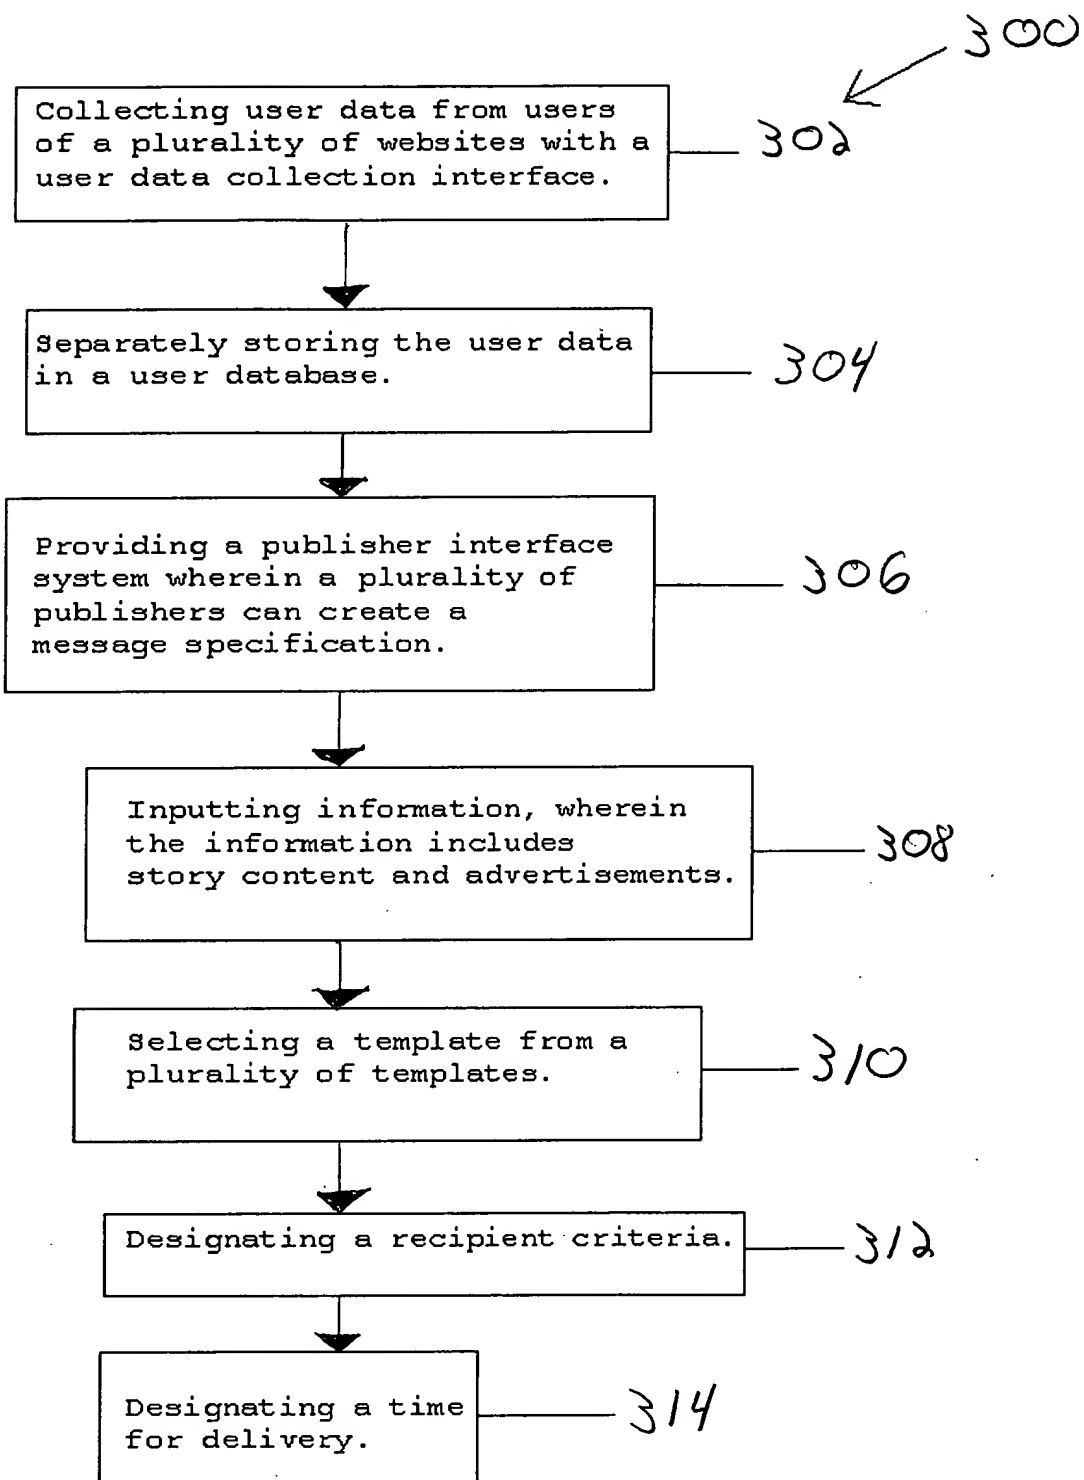 300
Collecting user data from users
of a plurality of websites with a
user data collection interface.
302
Separately storing the user data
in a user database.
304
Providing a publisher interface
system wherein a plurality of
publishers can create a
message specification.
306
Inputting information, wherein
the information includes
story content and advertisements.
308
Selecting a template from a
plurality of templates.
310
Designating a recipient criteria.
312
Designating a time
for delivery.
314